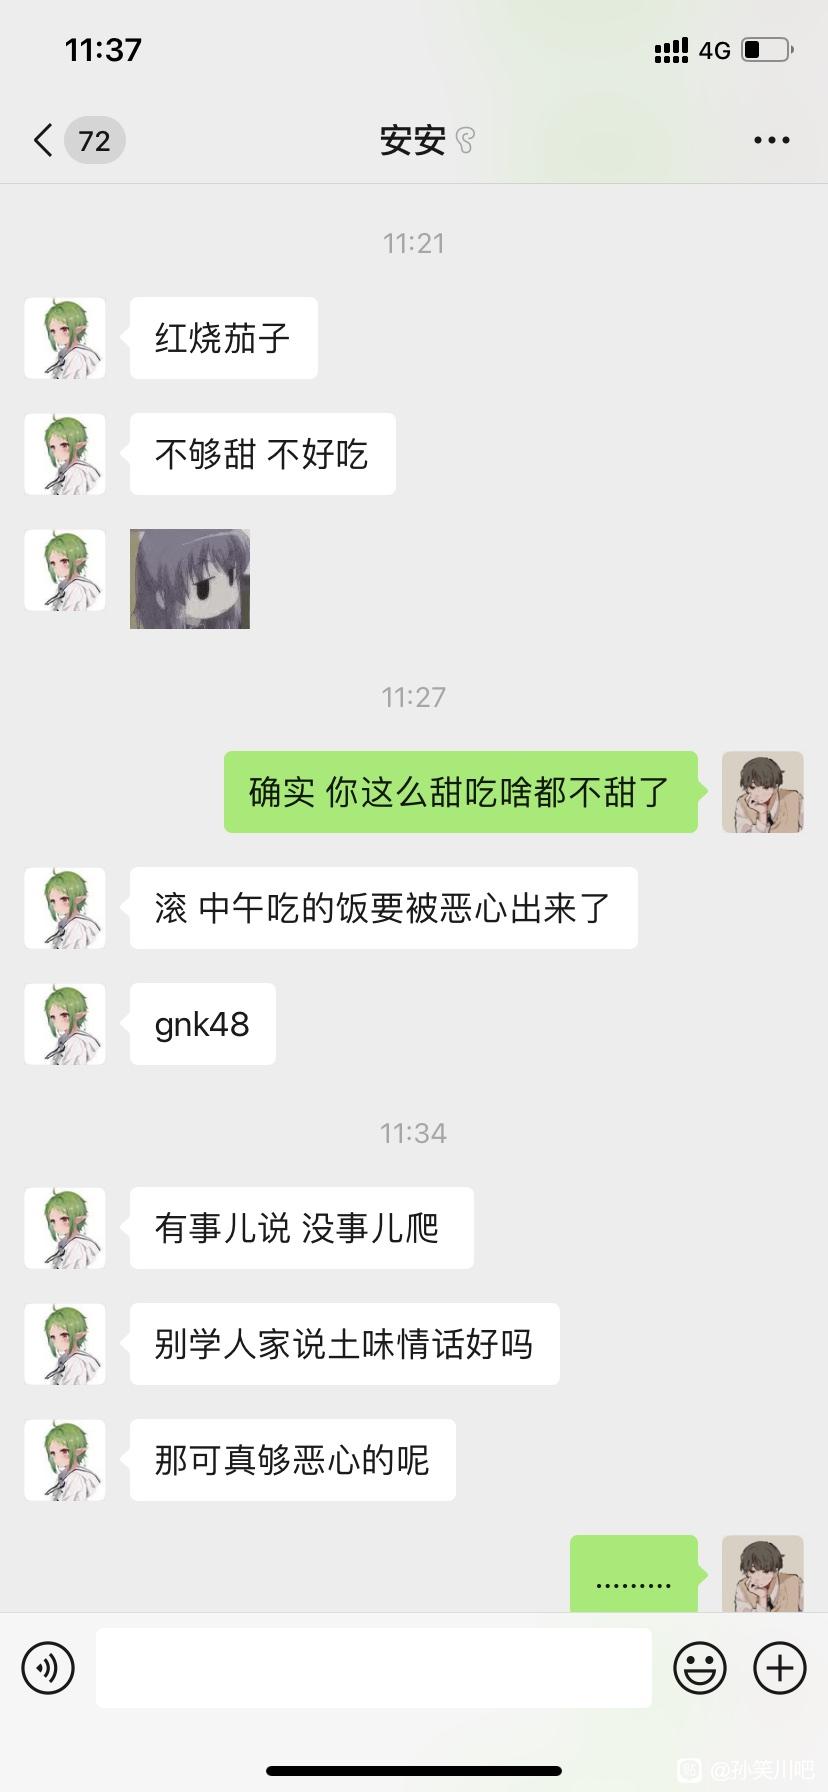 11:37
4G
72
安安
11:21
红烧茄子
不够甜 不好吃
11:27
确实 你这么甜吃啥都不甜了
滚 中午吃的饭要被恶心出来了
gnk48
11:34
有事儿说 没事儿爬
别学人家说土味情话好吗
那可真够恶心的呢
.........
贴 @孙笑川吧